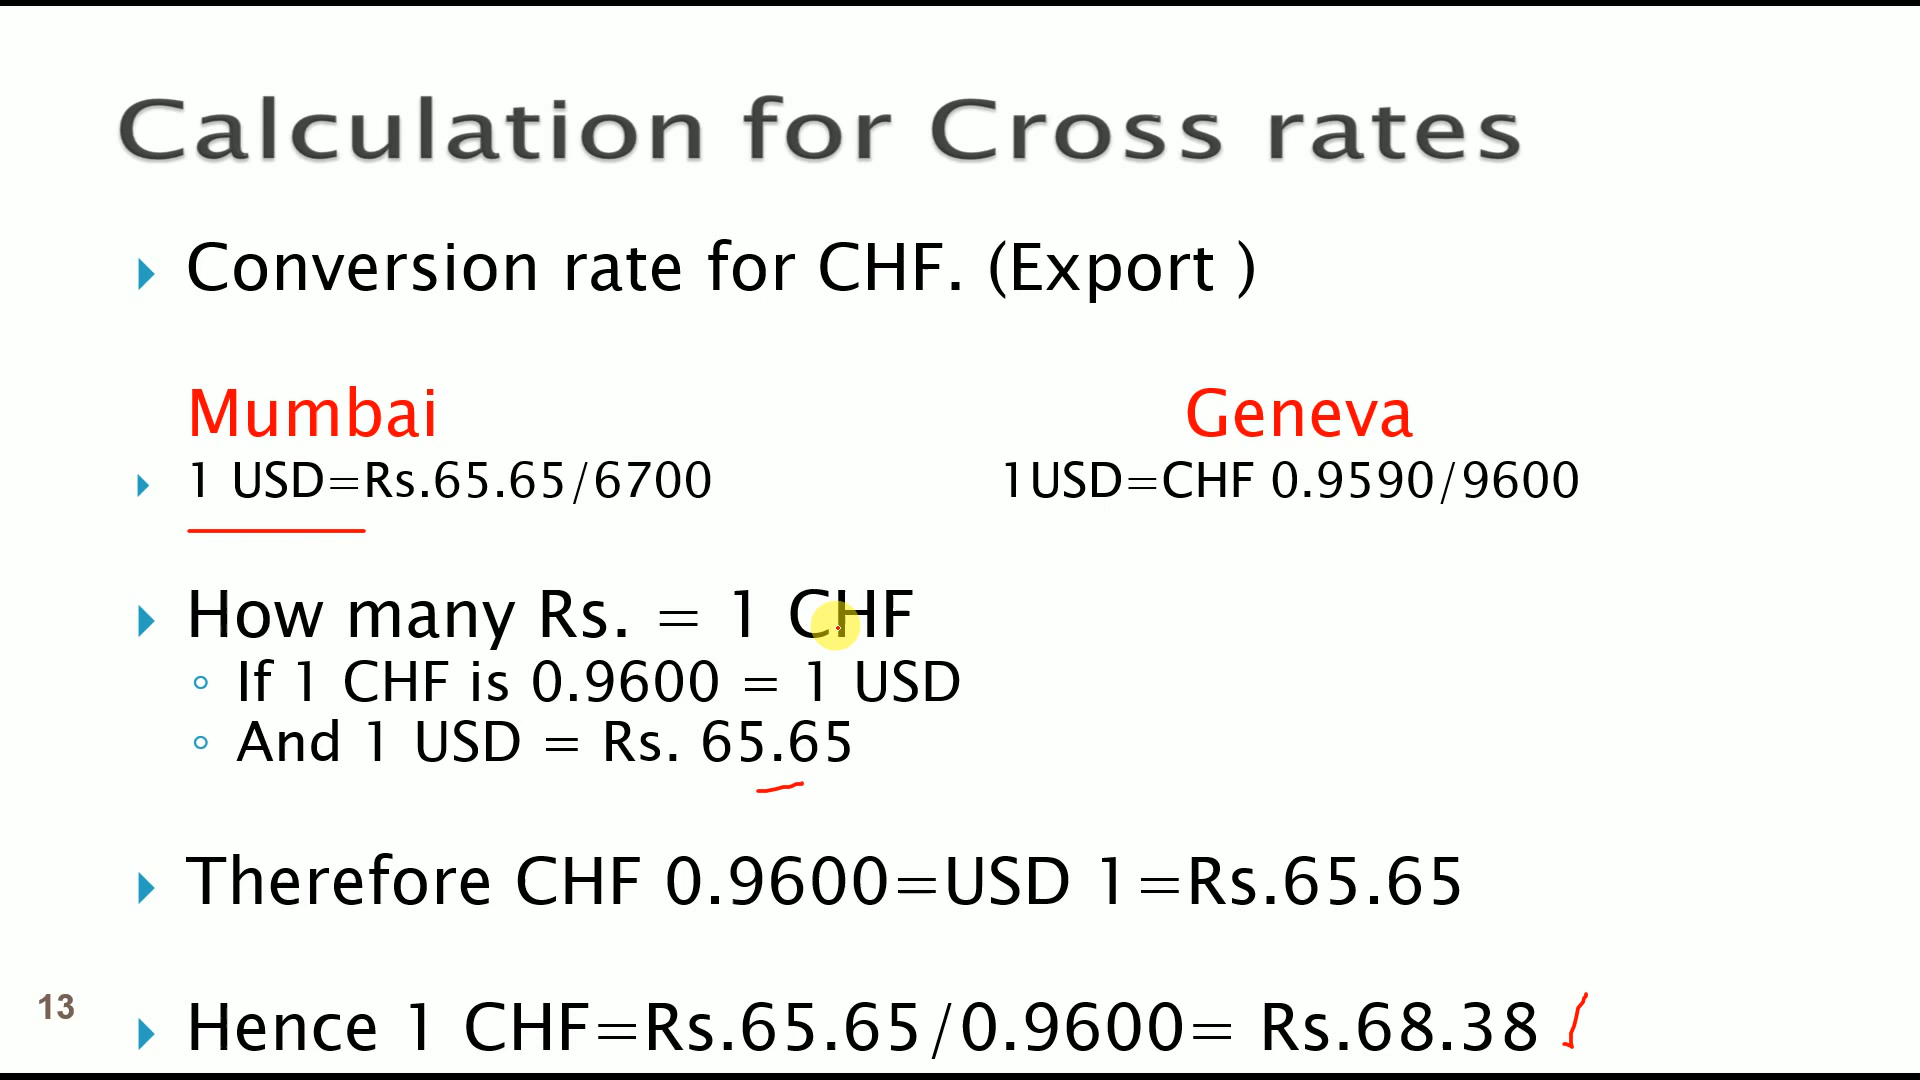 Calculation for Cross rates
Conversion rate for CHF. (Export )
Mumbai Geneva
1 USD=Rs.65.65/6700 1USD=CHF 0.9590/9600
How many Rs. = 1 CHF
If 1 CHF is 0.9600 = 1 USD
And 1 USD = Rs. 65.65
Therefore CHF 0.9600=USD 1=Rs.65.65
13
Hence 1 CHF=Rs.65.65/0.9600= Rs.68.38